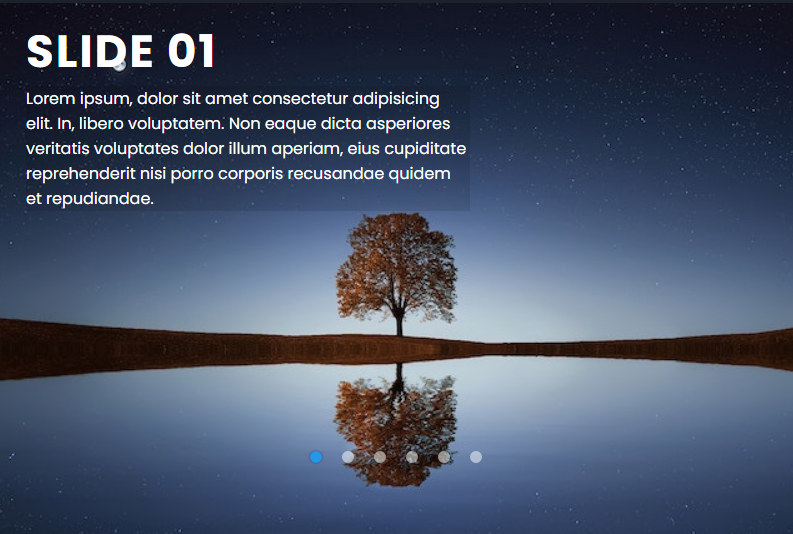 SLIDE 01
Lorem ipsum, dolor sit amet consectetur adipisicing
elit. In, libero voluptatem. Non eaque dicta asperiores
veritatis voluptates dolor illum aperiam, eius cupiditate
reprehenderit nisi porro corporis recusandae quidem
et repudiandae.